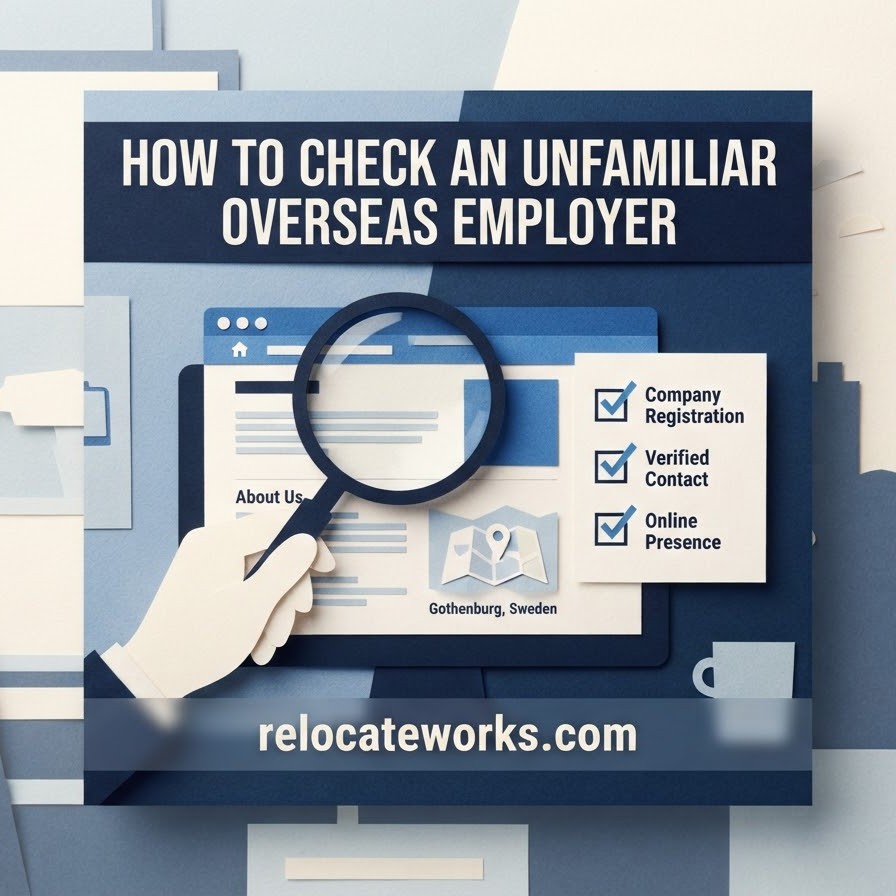 HOW TO CHECK AN UNFAMILIAR
OVERSEAS EMPLOYER
Company
Registration
Verified
Contact
Online
Presence
About Us
Gothenburg, Sweden
relocateworks.com